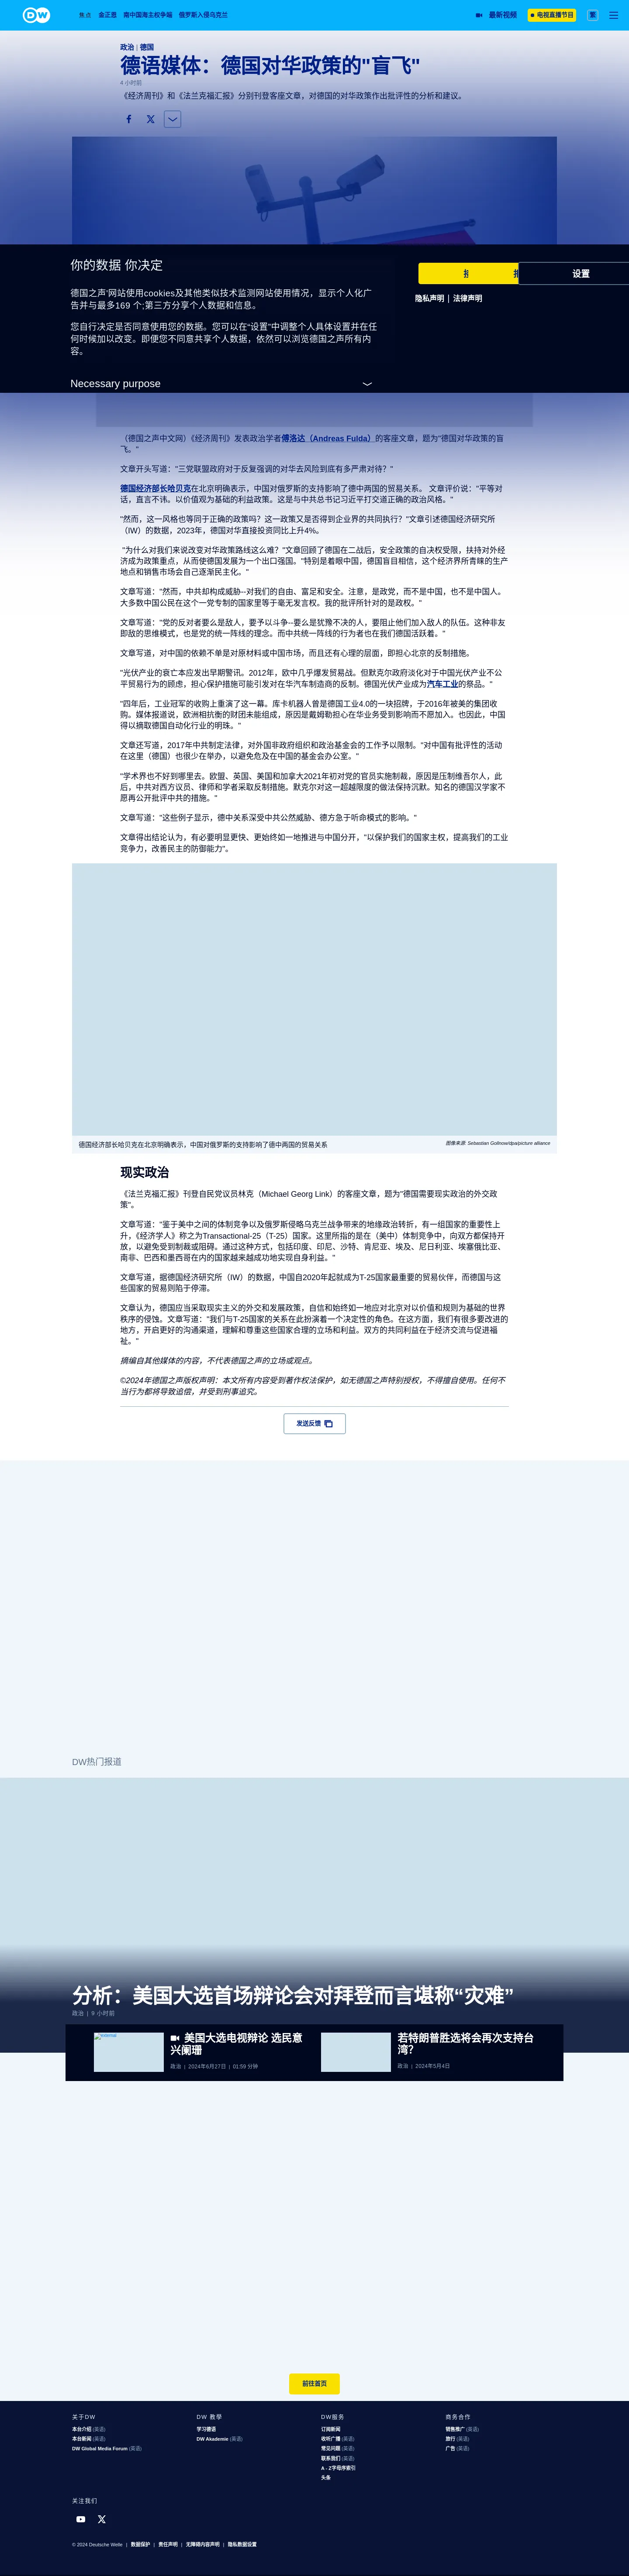 DW
焦点 金正恩 南中国海主权争端 俄罗斯入侵乌克兰
最新视频
电视直播节目
繁
政治 | 德国
德语媒体：德国对华政策的"盲飞"
4 小时前
《经济周刊》和《法兰克福汇报》分别刊登客座文章，对德国的对华政策作出批评性的分析和建议。
你的数据 你决定
设置
隐私声明 | 法律声明
德国之声'网站使用cookies及其他类似技术监测网站使用情况，显示个人化广
告并与最多169 个;第三方分享个人数据和信息。
您自行决定是否同意使用您的数据。您可以在"设置"中调整个人具体设置并在任
何时候加以改变。即便您不同意共享个人数据，依然可以浏览德国之声所有内
容。
Necessary purpose
（德国之声中文网）《经济周刊》发表政治学者傅洛达（Andreas Fulda）的客座文章，题为"德国对华政策的盲
飞。"
文章开头写道："三党联盟政府对于反复强调的对华去风险到底有多严肃对待？"
德国经济部长哈贝克在北京明确表示，中国对俄罗斯的支持影响了德中两国的贸易关系。 文章评价说："平等对
话，直言不讳。以价值观为基础的利益政策。这是与中共总书记习近平打交道正确的政治风格。"
"然而，这一风格也等同于正确的政策吗？这一政策又是否得到企业界的共同执行？"文章引述德国经济研究所
（IW）的数据，2023年，德国对华直接投资同比上升4%。
"为什么对我们来说改变对华政策路线这么难？"文章回顾了德国在二战后，安全政策的自决权受限，扶持对外经
济成为政策重点，从而使德国发展为一个出口强国。"特别是着眼中国，德国盲目相信，这个经济界所青睐的生产
地点和销售市场会自己逐渐民主化。"
文章写道："然而，中共却构成威胁--对我们的自由、富足和安全。注意，是政党，而不是中国，也不是中国人。
大多数中国公民在这个一党专制的国家里等于毫无发言权。我的批评所针对的是政权。"
文章写道："党的反对者要么是敌人，要予以斗争--要么是犹豫不决的人，要阻止他们加入敌人的队伍。这种非友
即敌的思维模式，也是党的统一阵线的理念。而中共统一阵线的行为者也在我们德国活跃着。"
文章写道，对中国的依赖不单是对原材料或中国市场，而且还有心理的层面，即担心北京的反制措施。
"光伏产业的衰亡本应发出早期警讯。2012年，欧中几乎爆发贸易战。但默克尔政府淡化对于中国光伏产业不公
平贸易行为的顾虑，担心保护措施可能引发对在华汽车制造商的反制。德国光伏产业成为汽车工业的祭品。"
"四年后，工业冠军的收购上重演了这一幕。库卡机器人曾是德国工业4.0的一块招牌，于2016年被美的集团收
购。媒体报道说，欧洲相抗衡的财团未能组成，原因是戴姆勒担心在华业务受到影响而不愿加入。也因此，中国
得以摘取德国自动化行业的明珠。"
文章还写道，2017年中共制定法律，对外国非政府组织和政治基金会的工作予以限制。"对中国有批评性的活动
在这里（德国）也很少在举办，以避免危及在中国的基金会办公室。"
"学术界也不好到哪里去。欧盟、英国、美国和加拿大2021年初对党的官员实施制裁，原因是压制维吾尔人，此
后，中共对西方议员、律师和学者采取反制措施。默克尔对这一超越限度的做法保持沉默。知名的德国汉学家不
愿再公开批评中共的措施。"
文章写道："这些例子显示，德中关系深受中共公然威胁、德方急于听命模式的影响。"
文章得出结论认为，有必要明显更快、更始终如一地推进与中国分开，"以保护我们的国家主权，提高我们的工业
竞争力，改善民主的防御能力"。
德国经济部长哈贝克在北京明确表示，中国对俄罗斯的支持影响了德中两国的贸易关系
图像来源: Sebastian Gollnow/dpa/picture alliance
现实政治
《法兰克福汇报》刊登自民党议员林克（Michael Georg Link）的客座文章，题为"德国需要现实政治的外交政
策"。
文章写道："鉴于美中之间的体制竞争以及俄罗斯侵略乌克兰战争带来的地缘政治转折，有一组国家的重要性上
升，《经济学人》称之为Transactional-25（T-25）国家。这里所指的是在（美中）体制竞争中，向双方都保持开
放，以避免受到制裁或阻碍。通过这种方式，包括印度、印尼、沙特、肯尼亚、埃及、尼日利亚、埃塞俄比亚、
南非、巴西和墨西哥在内的国家越来越成功地实现自身利益。"
文章写道，据德国经济研究所（IW）的数据，中国自2020年起就成为T-25国家最重要的贸易伙伴，而德国与这
些国家的贸易则陷于停滞。
文章认为，德国应当采取现实主义的外交和发展政策，自信和始终如一地应对北京对以价值和规则为基础的世界
秩序的侵蚀。文章写道："我们与T-25国家的关系在此扮演着一个决定性的角色。在这方面，我们有很多要改进的
地方，开启更好的沟通渠道，理解和尊重这些国家合理的立场和利益。双方的共同利益在于经济交流与促进福
祉。"
摘编自其他媒体的内容，不代表德国之声的立场或观点。
©2024年德国之声版权声明：本文所有内容受到著作权法保护，如无德国之声特别授权，不得擅自使用。任何不
当行为都将导致追偿，并受到刑事追究。
发送反馈
DW热门报道
分析：美国大选首场辩论会对拜登而言堪称“灾难”
政治 | 9 小时前
美国大选电视辩论 选民意
兴阑珊
政治 | 2024年6月27日 | 01:59 分钟
若特朗普胜选将会再次支持台
湾？
政治 | 2024年5月4日
前往首页
关于DW
本台介绍 (英语)
本台新闻 (英语)
DW Global Media Forum (英语)
DW 教学
学习德语
DW Akademie (英语)
DW服务
订阅新闻
收听广播 (英语)
常见问题 (英语)
联系我们 (英语)
A - Z字母序索引
头条
商务合作
销售推广 (英语)
旅行 (英语)
广告 (英语)
关注我们
© 2024 Deutsche Welle | 数据保护 | 责任声明 | 无障碍内容声明 | 隐私数据设置